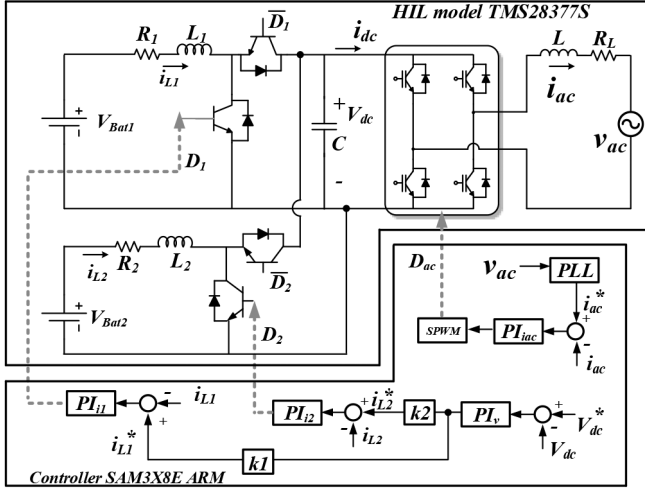 HIL model TMS28377S
R1 L1 D1 idc L RL
iL1 iac
VBat1 + - D1 + Vdc - C vac
R2 L2 D2
iL2
VBat2 + - D2 Dac
vac PLL
iac*
SPWM PIiac + -
iac
PIi1 - iL1 +
iL1*
PIi2 + iL2* k2 PIv + Vdc*
- iL2 - Vdc
k1
Controller SAM3X8E ARM